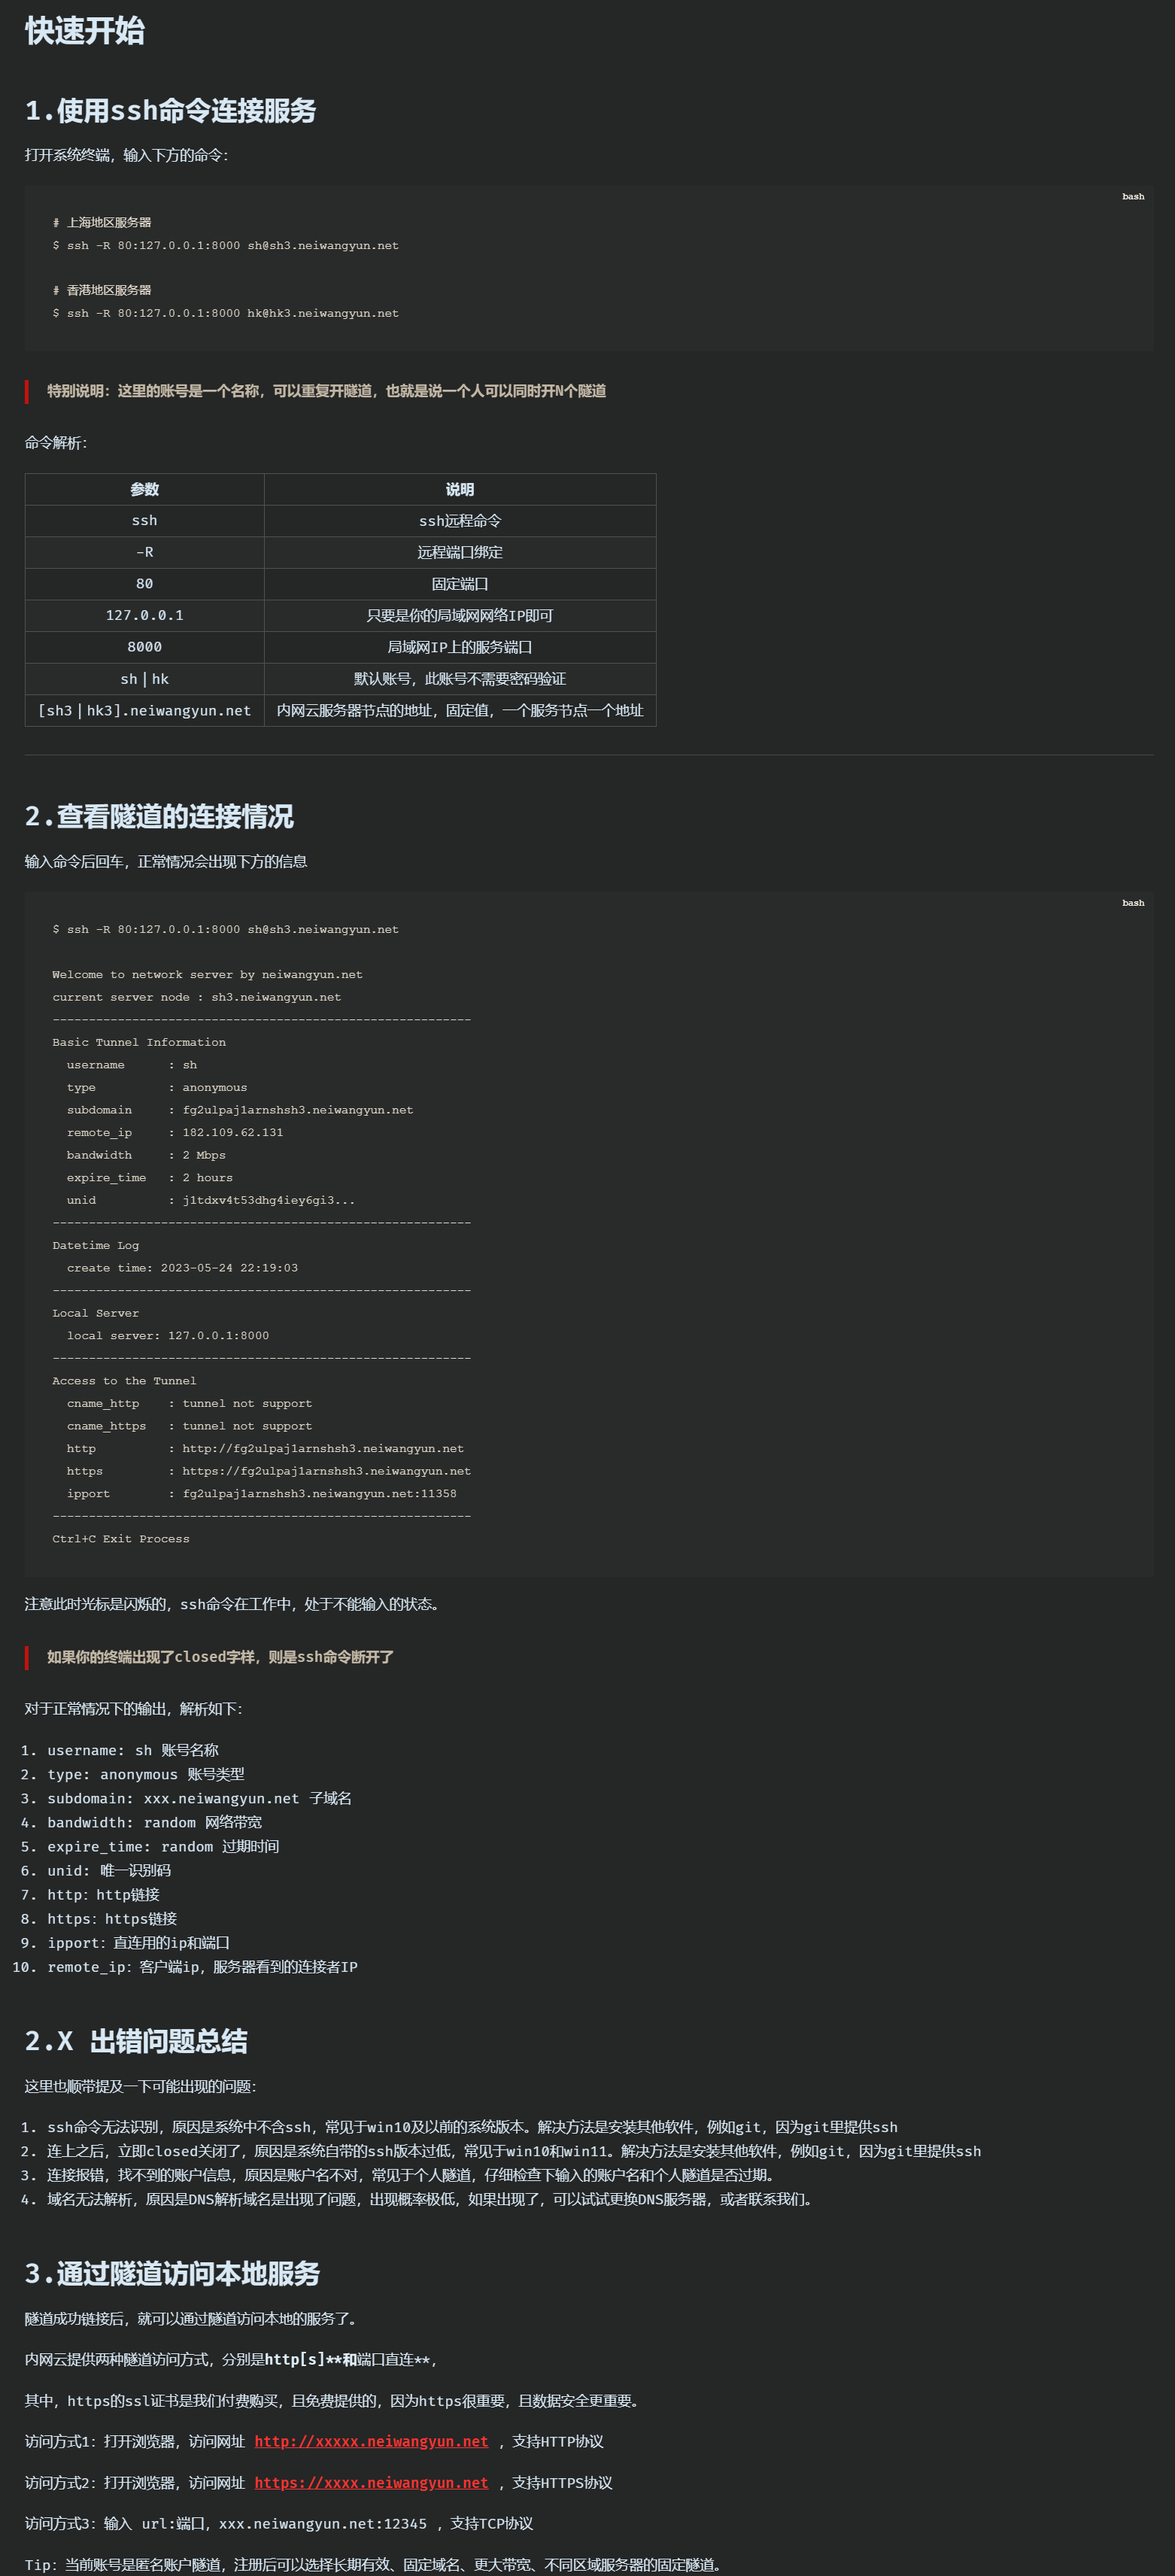 快速开始
1.使用ssh命令连接服务
打开系统终端，输入下方的命令：
bash
# 上海地区服务器
$ ssh -R 80:127.0.0.1:8000 sh@sh3.neiwangyun.net
# 香港地区服务器
$ ssh -R 80:127.0.0.1:8000 hk@hk3.neiwangyun.net
特别说明：这里的账号是一个名称，可以重复开隧道，也就是说一个人可以同时开N个隧道
命令解析：
参数 说明
ssh ssh远程命令
-R 远程端口绑定
80 固定端口
127.0.0.1 只要是你的局域网网络IP即可
8000 局域网IP上的服务端口
sh|hk 默认账号，此账号不需要密码验证
[sh3|hk3].neiwangyun.net 内网云服务器节点的地址，固定值，一个服务节点一个地址
2.查看隧道的连接情况
输入命令后回车，正常情况会出现下方的信息
bash
$ ssh -R 80:127.0.0.1:8000 sh@sh3.neiwangyun.net
Welcome to network server by neiwangyun.net
current server node : sh3.neiwangyun.net
----------------------------------------------------------
Basic Tunnel Information
username      : sh
type          : anonymous
subdomain     : fg2ulpaj1arnshsh3.neiwangyun.net
remote_ip     : 182.109.62.131
bandwidth     : 2 Mbps
expire_time   : 2 hours
unid          : j1tdxv4t53dhg4iey6gi3...
----------------------------------------------------------
Datetime Log
create time: 2023-05-24 22:19:03
----------------------------------------------------------
Local Server
local server: 127.0.0.1:8000
----------------------------------------------------------
Access to the Tunnel
cname_http    : tunnel not support
cname_https   : tunnel not support
http          : http://fg2ulpaj1arnshsh3.neiwangyun.net
https         : https://fg2ulpaj1arnshsh3.neiwangyun.net
ipport        : fg2ulpaj1arnshsh3.neiwangyun.net:11358
----------------------------------------------------------
Ctrl+C Exit Process
注意此时光标是闪烁的，ssh命令在工作中，处于不能输入的状态。
如果你的终端出现了closed字样，则是ssh命令断开了
对于正常情况下的输出，解析如下：
1. username: sh 账号名称
2. type: anonymous 账号类型
3. subdomain: xxx.neiwangyun.net 子域名
4. bandwidth: random 网络带宽
5. expire_time: random 过期时间
6. unid: 唯一识别码
7. http：http链接
8. https：https链接
9. ipport：直连用的ip和端口
10. remote_ip：客户端ip，服务器看到的连接者IP
2.X 出错问题总结
这里也顺带提及一下可能出现的问题：
1. ssh命令无法识别，原因是系统中不含ssh，常见于win10及以前的系统版本。解决方法是安装其他软件，例如git，因为git里提供ssh
2. 连上之后，立即closed关闭了，原因是系统自带的ssh版本过低，常见于win10和win11。解决方法是安装其他软件，例如git，因为git里提供ssh
3. 连接报错，找不到的账户信息，原因是账户名不对，常见于个人隧道，仔细检查下输入的账户名和个人隧道是否过期。
4. 域名无法解析，原因是DNS解析域名是出现了问题，出现概率极低，如果出现了，可以试试更换DNS服务器，或者联系我们。
3.通过隧道访问本地服务
隧道成功链接后，就可以通过隧道访问本地的服务了。
内网云提供两种隧道访问方式，分别是http[s]**和端口直连**，
其中，https的ssl证书是我们付费购买，且免费提供的，因为https很重要，且数据安全更重要。
访问方式1：打开浏览器，访问网址 http://xxxxx.neiwangyun.net ，支持HTTP协议
访问方式2：打开浏览器，访问网址 https://xxxx.neiwangyun.net ，支持HTTPS协议
访问方式3：输入 url:端口，xxx.neiwangyun.net:12345 ，支持TCP协议
Tip：当前账号是匿名账户隧道，注册后可以选择长期有效、固定域名、更大带宽、不同区域服务器的固定隧道。